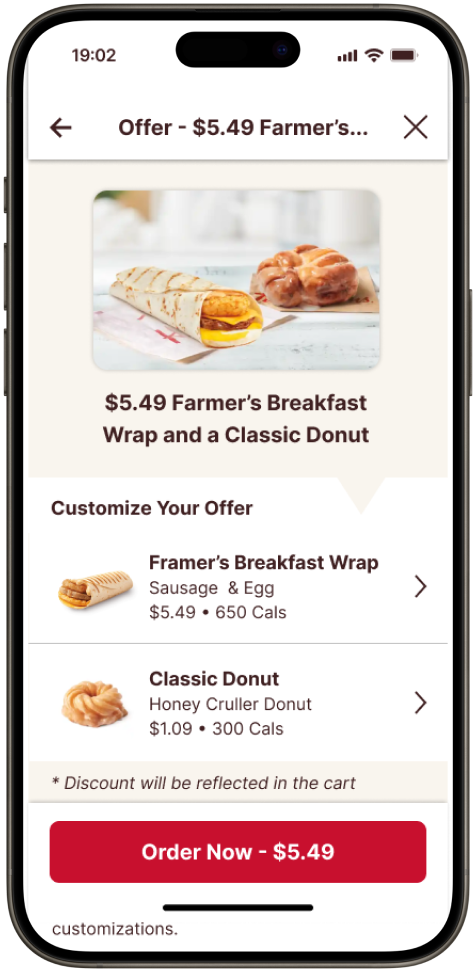 19:02
Offer - $5.49 Farmer’s...
$5.49 Farmer’s Breakfast
Wrap and a Classic Donut
Customize Your Offer
Framer’s Breakfast Wrap
Sausage & Egg
$5.49 • 650 Cals
Classic Donut
Honey Cruller Donut
$1.09 • 300 Cals
* Discount will be reflected in the cart
Order Now - $5.49
customizations.